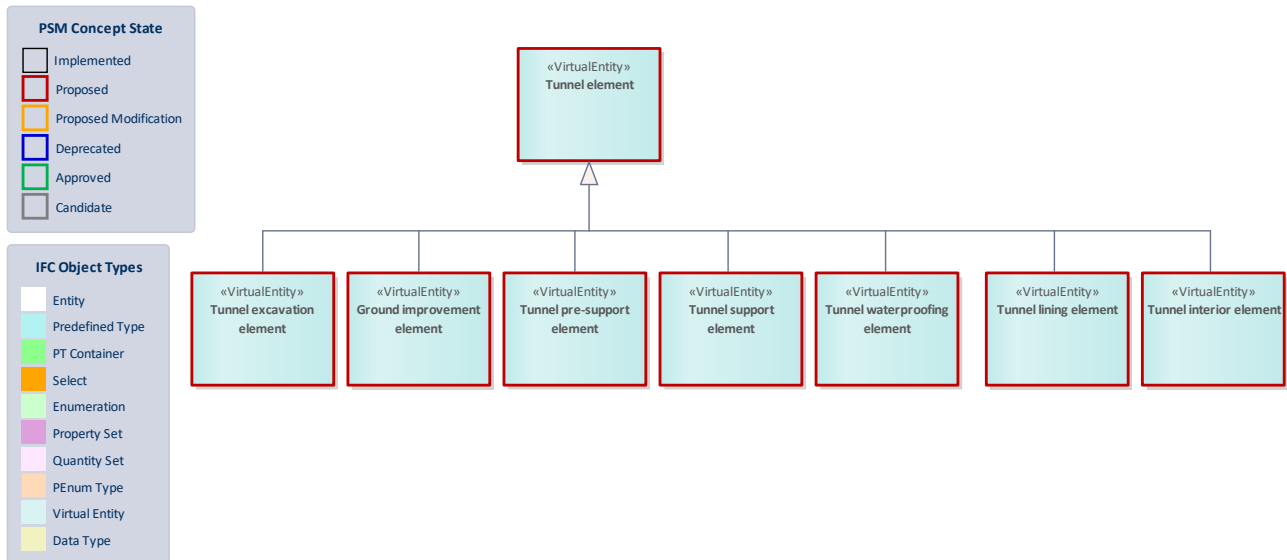 PSM Concept State
Implemented
Proposed
Proposed Modification
Deprecated
Approved
Candidate
IFC Object Types
Entity
Predefined Type
PT Container
Select
Enumeration
Property Set
Quantity Set
PEnum Type
Virtual Entity
Data Type
«VirtualEntity»
Tunnel element
«VirtualEntity»
Tunnel excavation
element
«VirtualEntity»
Ground improvement
element
«VirtualEntity»
Tunnel pre-support
element
«VirtualEntity»
Tunnel support
element
«VirtualEntity»
Tunnel waterproofing
element
«VirtualEntity»
Tunnel lining element
«VirtualEntity»
Tunnel interior element